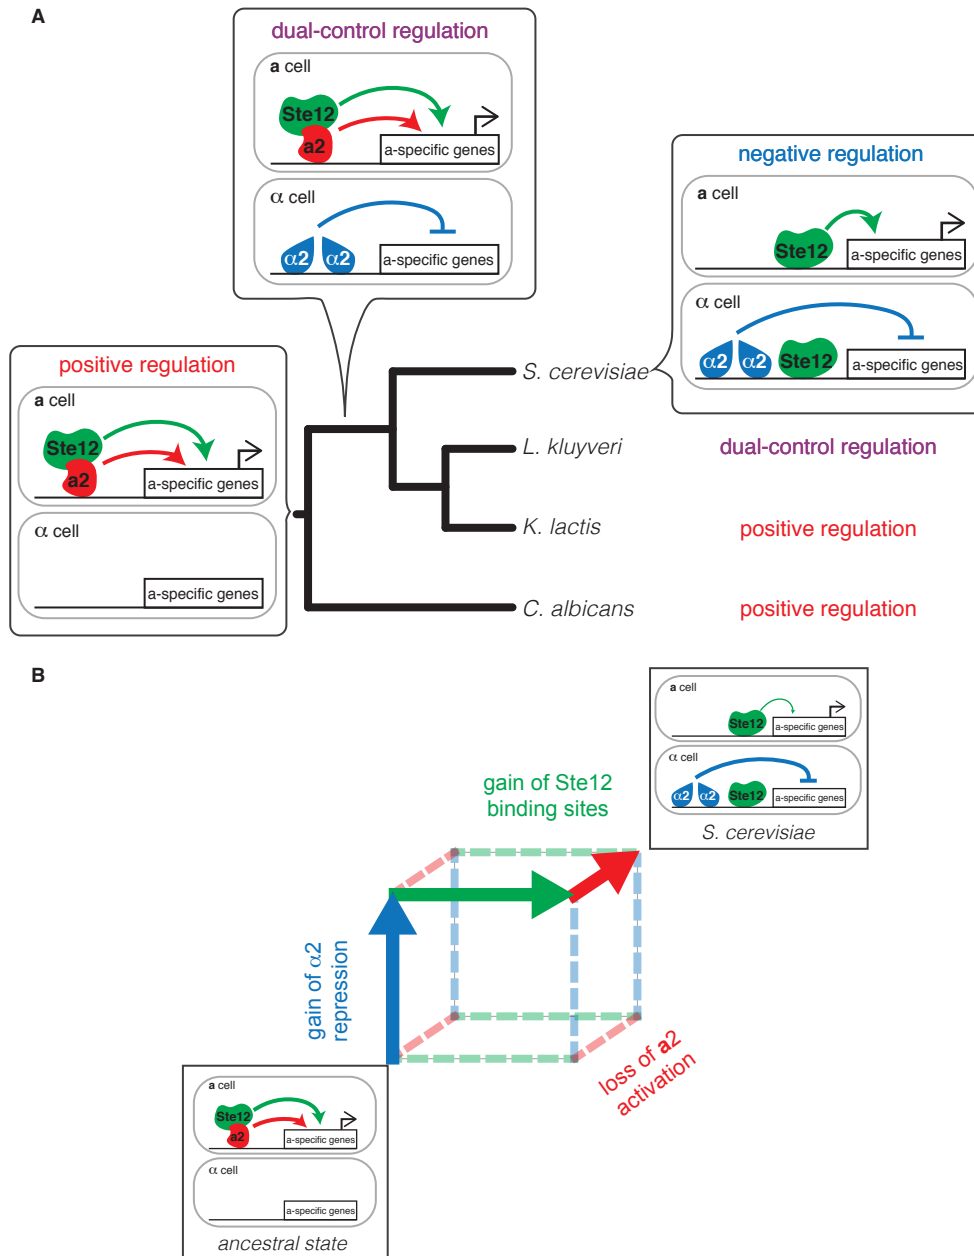 A
dual-control regulation
a cell
Ste12
a2
a-specific genes
α cell
α2 α2
a-specific genes
negative regulation
a cell
Ste12
a-specific genes
α cell
α2 α2 Ste12
a-specific genes
positive regulation
a cell
Ste12
a2
a-specific genes
α cell
a-specific genes
S. cerevisiae
L. kluyveri
dual-control regulation
K. lactis
positive regulation
C. albicans
positive regulation
B
a cell
Ste12
a-specific genes
α cell
α2 α2 Ste12
a-specific genes
S. cerevisiae
gain of Ste12
binding sites
gain of α2
repression
loss of a2
activation
a cell
Ste12
a2
a-specific genes
α cell
a-specific genes
ancestral state